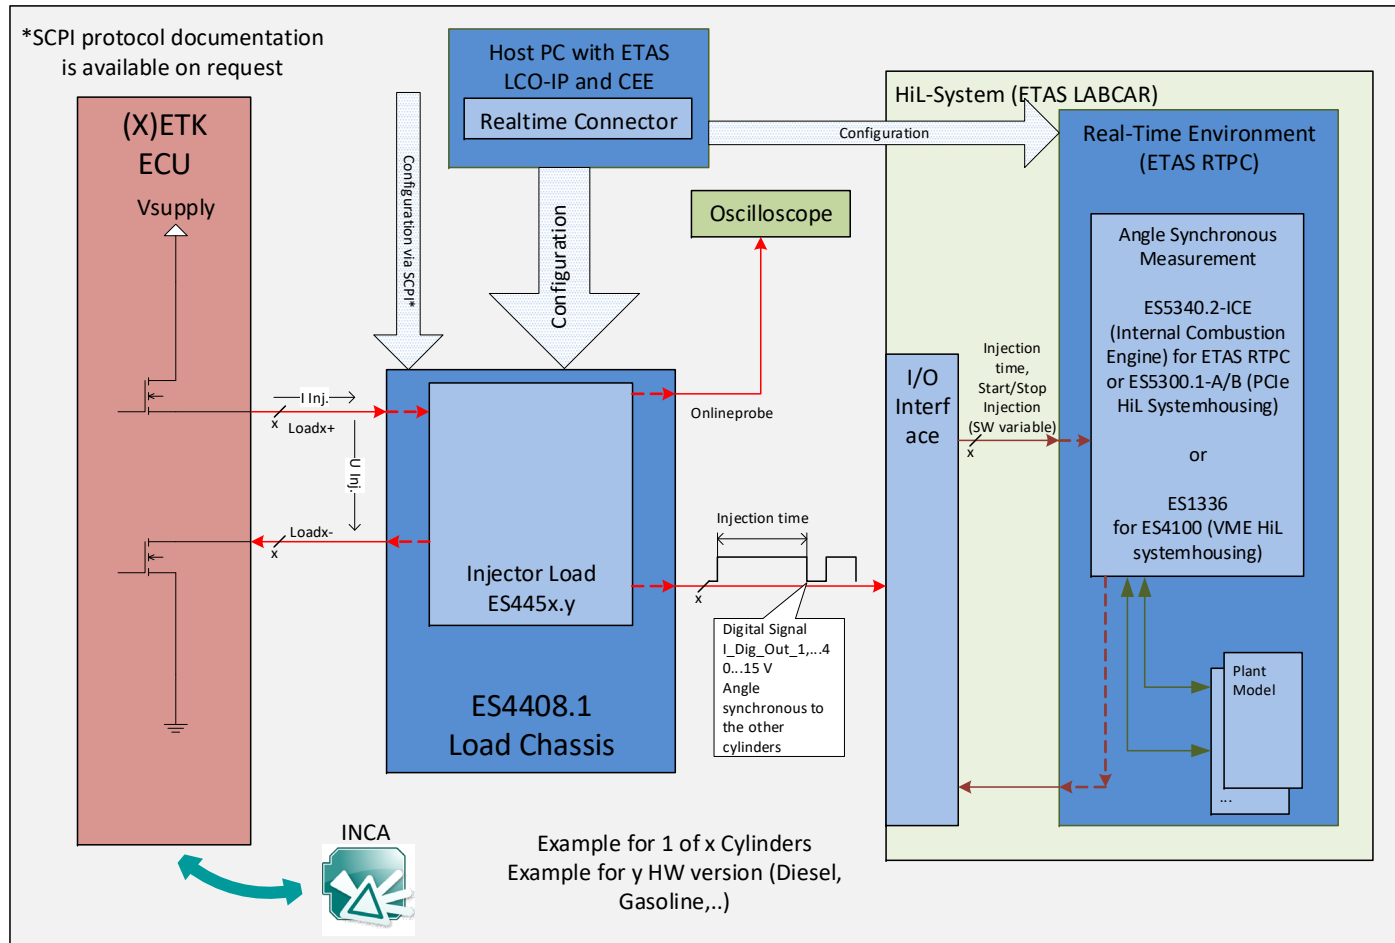 *SCPI protocol documentation
is available on request
(X)ETK
ECU
Vsupply
Host PC with ETAS
LCO-IP and CEE
Realtime Connector
Configuration
Configuration via SCPI*
Configuration
Oscilloscope
HiL-System (ETAS LABCAR)
Real-Time Environment
(ETAS RTPC)
Angle Synchronous
Measurement
ES5340.2-ICE
(Internal Combustion
Engine) for ETAS RTPC
or ES5300.1-A/B (PCIe
HiL Systemhousing)
or
ES1336
for ES4100 (VME HiL
systemhousing)
I/O
Interf
ace
Injection
time,
Start/Stop
Injection
(SW variable)
x
I Inj.
x
Loadx+
U Inj.
Loadx-
x
Onlineprobe
Injector Load
ES445x.y
ES4408.1
Load Chassis
Injection time
x
Digital Signal
I_Dig_Out_1,...4
0...15 V
Angle
synchronous to
the other
cylinders
Plant
Model
...
INCA
Example for 1 of x Cylinders
Example for y HW version (Diesel,
Gasoline,..)